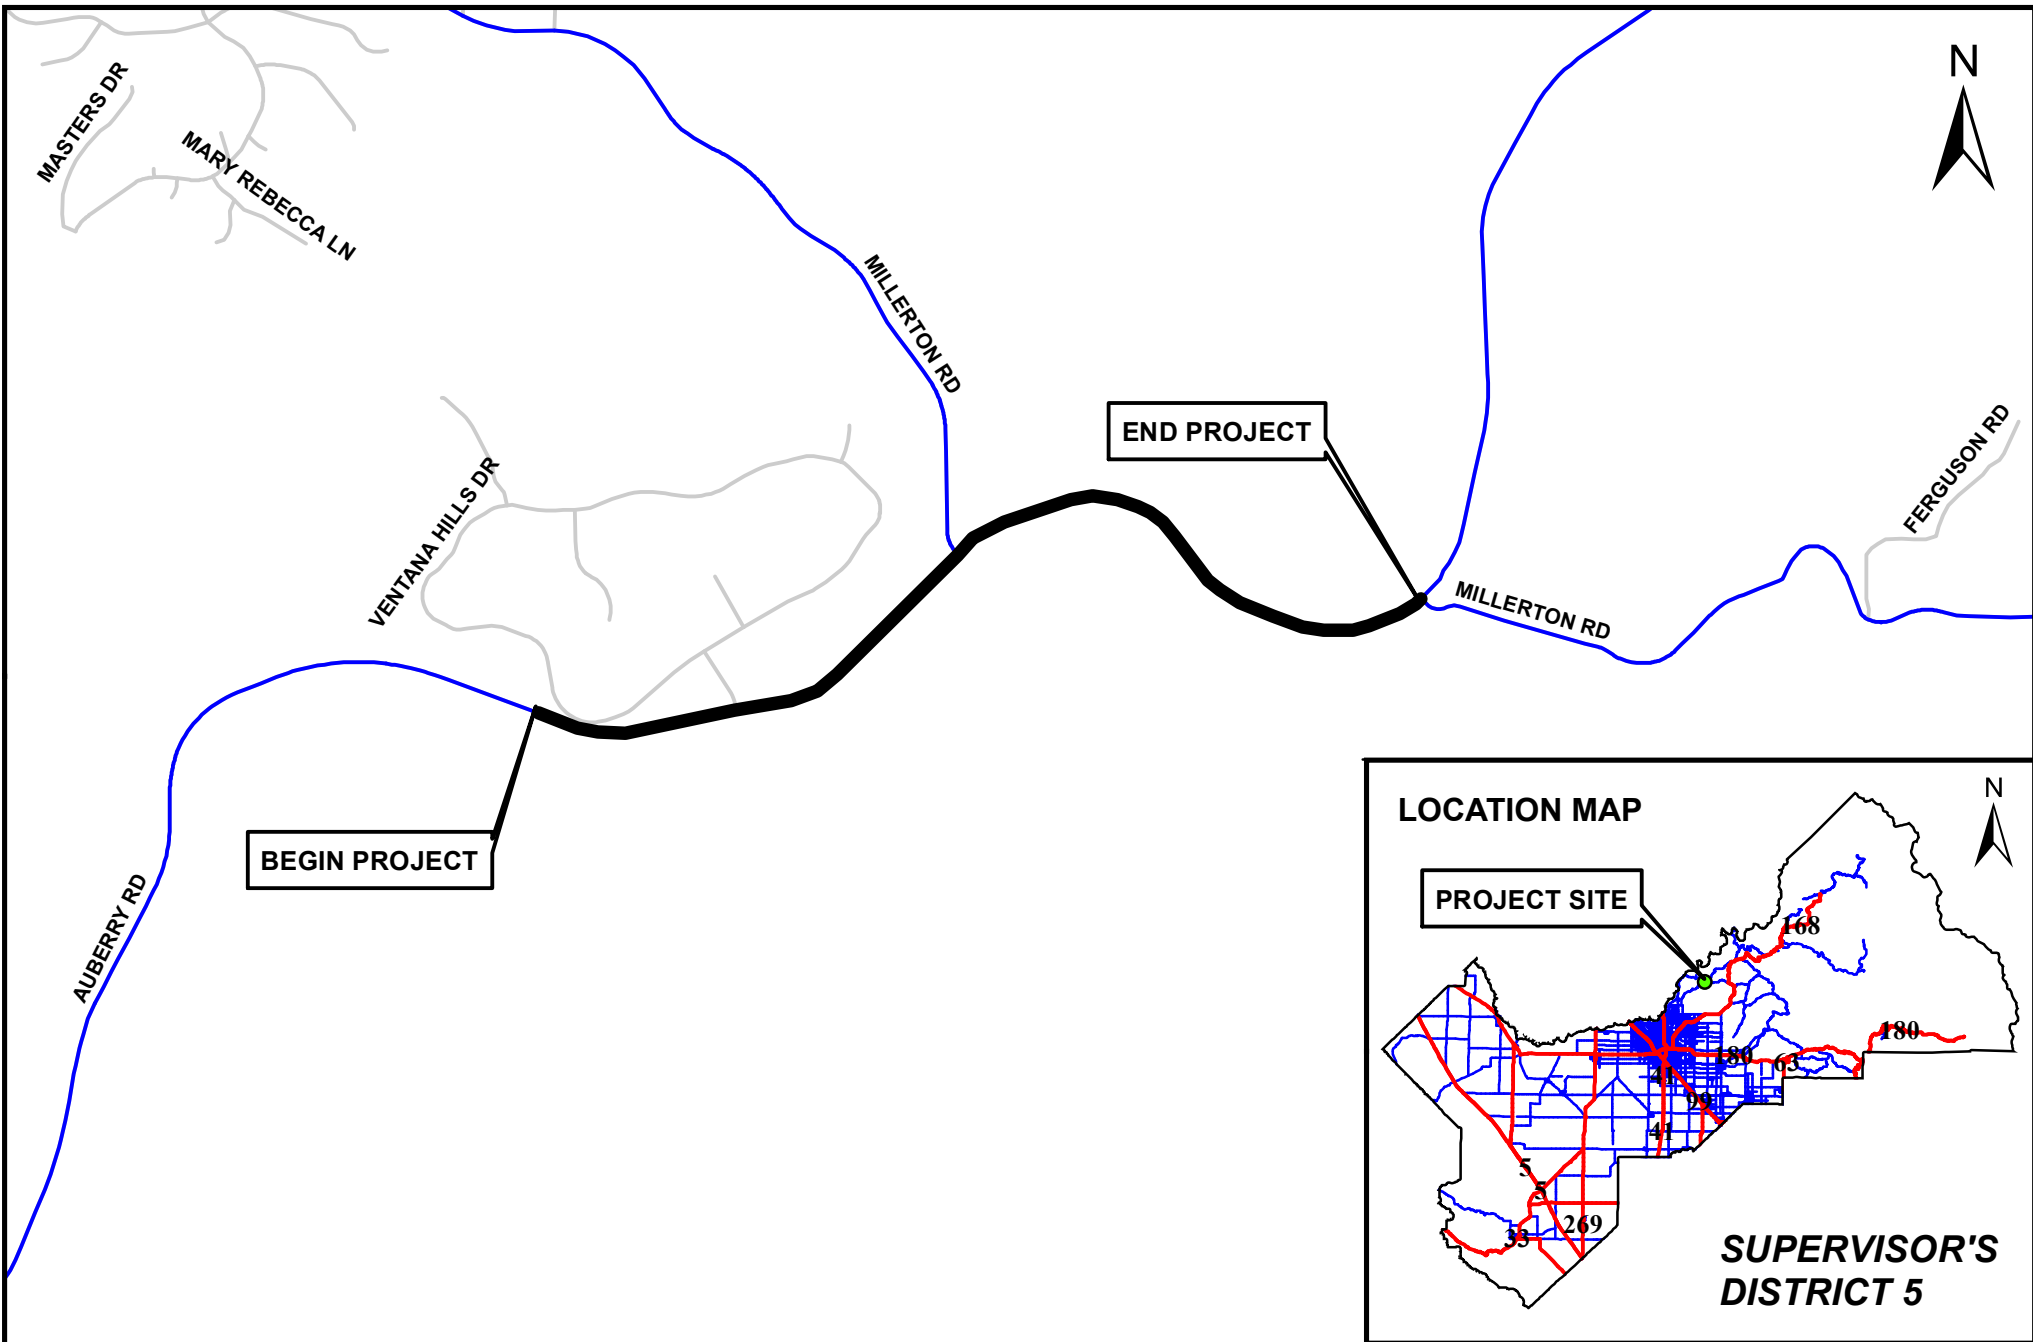 N
MASTERS DR
MARY REBECCA LN
MILLERTON RD
END PROJECT
FERGUSON RD
VENTANA HILLS DR
MILLERTON RD
BEGIN PROJECT
AUBERRY RD
LOCATION MAP
N
PROJECT SITE
168
180
180
63
41
99
41
5
5
269
33
SUPERVISOR'S
DISTRICT 5